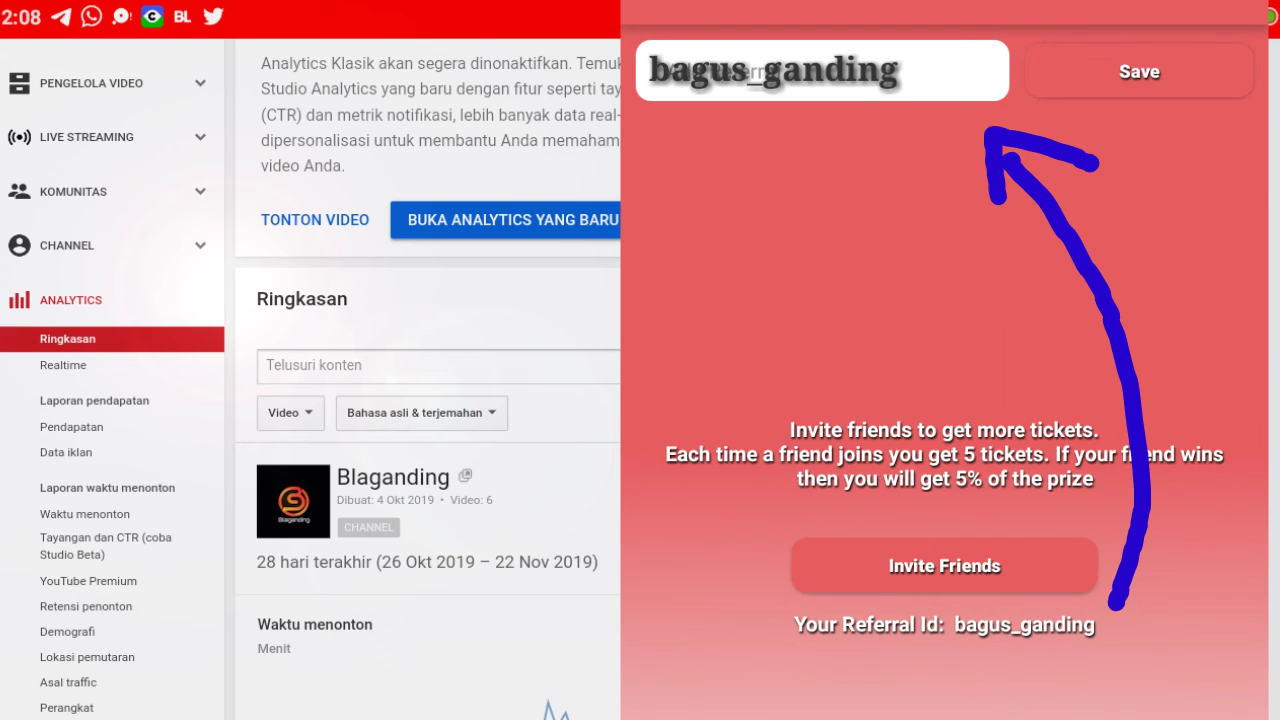 2:08
BL
PENGELOLA VIDEO
LIVE STREAMING
KOMUNITAS
CHANNEL
ANALYTICS
Ringkasan
Realtime
Laporan pendapatan
Pendapatan
Data iklan
Laporan waktu menonton
Waktu menonton
Tayangan dan CTR (coba
Studio Beta)
YouTube Premium
Retensi penonton
Demografi
Lokasi pemutaran
Asal traffic
Perangkat
Analytics Klasik akan segera dinonaktifkan. Temuk
Studio Analytics yang baru dengan fitur seperti tay
(CTR) dan metrik notifikasi, lebih banyak data real-
dipersonalisasi untuk membantu Anda memaham
video Anda.
TONTON VIDEO
BUKA ANALYTICS YANG BARU
Ringkasan
Telusuri konten
Video
Bahasa asli & terjemahan
Blaganding
Blaganding
Dibuat: 4 Okt 2019 • Video: 6
CHANNEL
28 hari terakhir (26 Okt 2019 – 22 Nov 2019)
Waktu menonton
Menit
bagus_ganding
Save
Invite friends to get more tickets.
Each time a friend joins you get 5 tickets. If your friend wins
then you will get 5% of the prize
Invite Friends
Your Referral Id: bagus_ganding